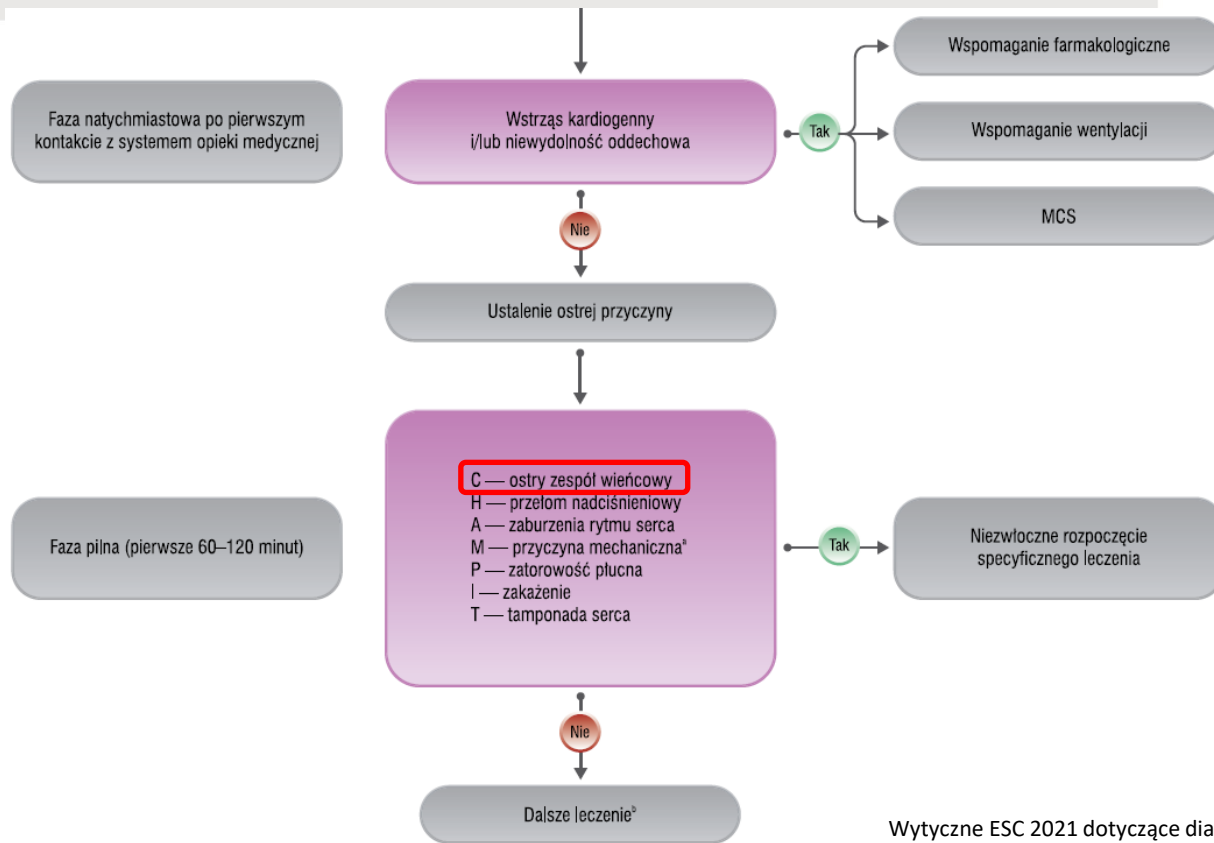 Wspomaganie farmakologiczne
Faza natychmiastowa po pierwszym
kontakcie z systemem opieki medycznej
Wstrząs kardiogenny
i/lub niewydolność oddechowa
Tak
Wspomaganie wentylacji
MCS
Nie
Ustalenie ostrej przyczyny
C — ostry zespół wieńcowy
H — przełom nadciśnieniowy
A — zaburzenia rytmu serca
M — przyczyna mechanicznaᵃ
P — zatorowość płucna
I — zakażenie
T — tamponada serca
Faza pilna (pierwsze 60–120 minut)
Tak
Niezwłoczne rozpoczęcie
specyficznego leczenia
Nie
Dalsze leczenieᵇ
Wytyczne ESC 2021 dotyczące dia